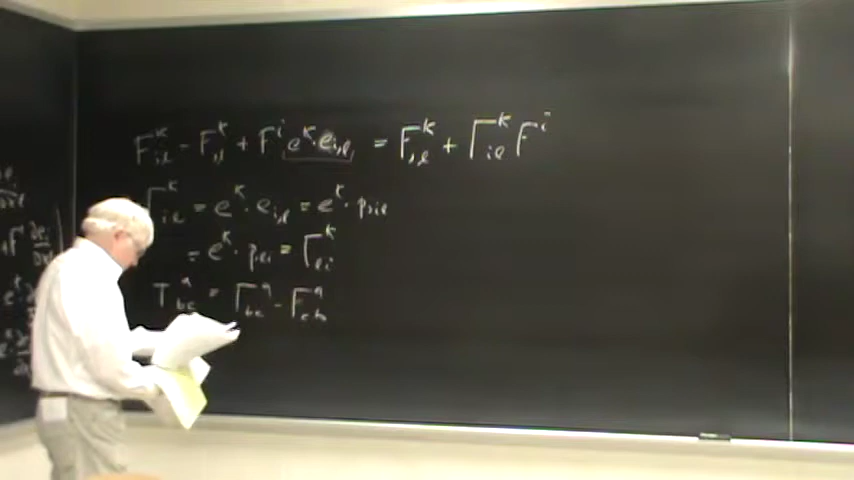 F^k_{;l} = F^k_{,l} + F^i e^k · e_{i,l} = F^k_{,l} + Γ^k_{il} F^i
Γ^k_{il} = e^k · e_{i,l} = e^k · p_{,il}
= e^k · p_{,li} = Γ^k_{li}
T^a_{bc} = Γ^a_{bc} - Γ^a_{cb}